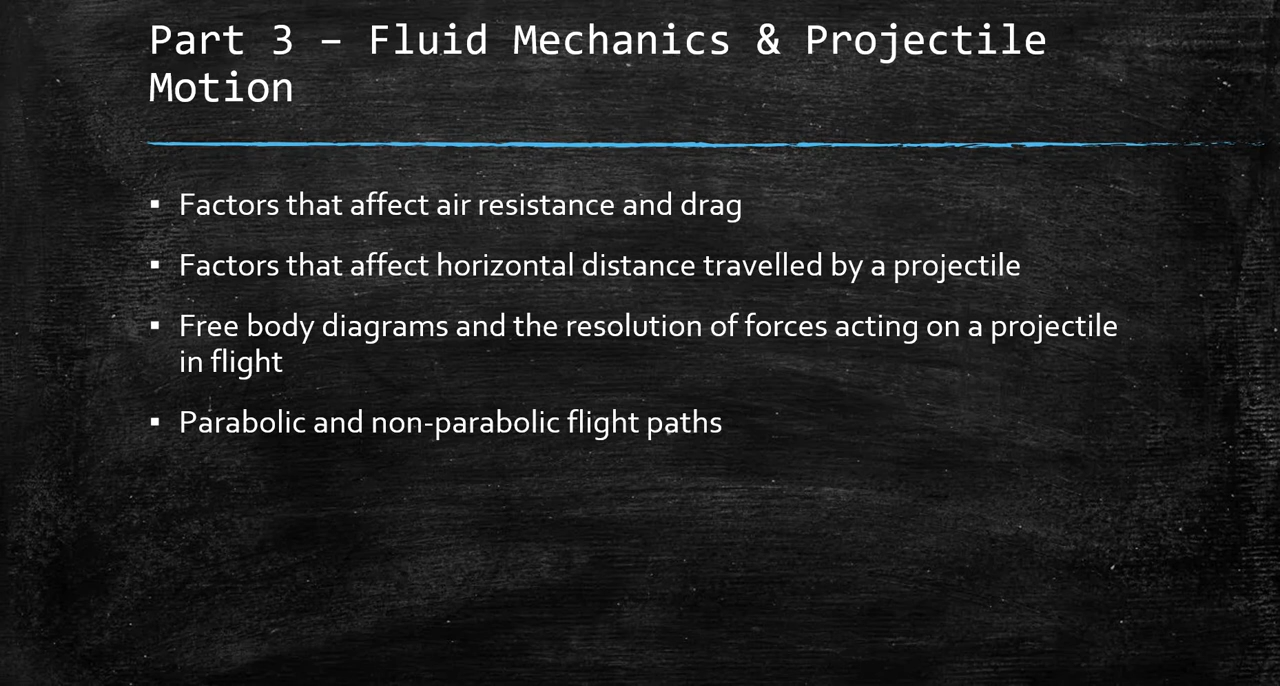 Part 3 – Fluid Mechanics & Projectile
Motion
▪ Factors that affect air resistance and drag
▪ Factors that affect horizontal distance travelled by a projectile
▪ Free body diagrams and the resolution of forces acting on a projectile
in flight
▪ Parabolic and non-parabolic flight paths